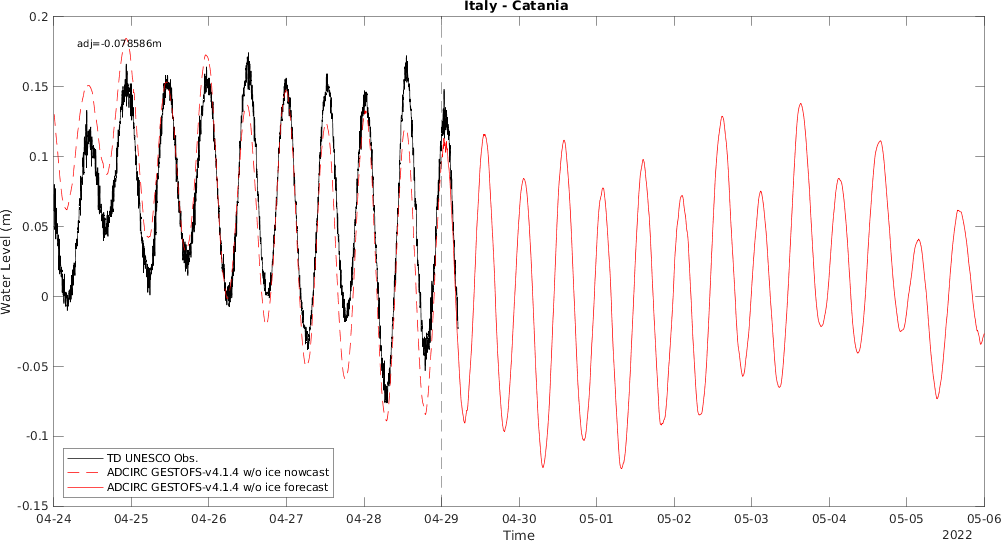 Italy - Catania
0.2
adj=-0.078586m
0.15
0.1
0.05
0
-0.05
-0.1
-0.15
Water Level (m)
TD UNESCO Obs.
ADCIRC GESTOFS-v4.1.4 w/o ice nowcast
ADCIRC GESTOFS-v4.1.4 w/o ice forecast
04-24 04-25 04-26 04-27 04-28 04-29 04-30 05-01 05-02 05-03 05-04 05-05 05-06
Time
2022